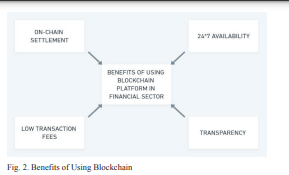 ON-CHAIN
SETTLEMENT
24*7 AVAILABILITY
BENEFITS OF USING
BLOCKCHAIN
PLATFORM IN
FINANCIAL SECTOR
LOW TRANSACTION
FEES
TRANSPARENCY
Fig. 2. Benefits of Using Blockchain